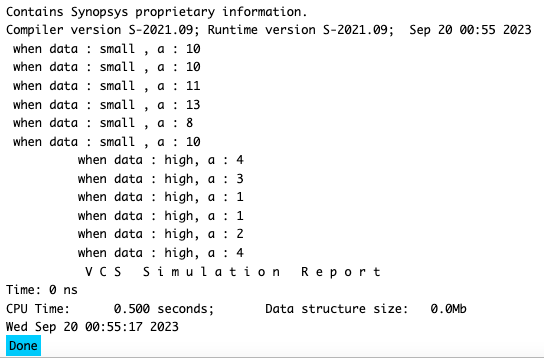 Contains Synopsys proprietary information.
Compiler version S-2021.09; Runtime version S-2021.09;  Sep 20 00:55 2023
 when data : small , a : 10
 when data : small , a : 10
 when data : small , a : 11
 when data : small , a : 13
 when data : small , a : 8
 when data : small , a : 10
          when data : high, a : 4
          when data : high, a : 3
          when data : high, a : 1
          when data : high, a : 1
          when data : high, a : 2
          when data : high, a : 4
           V C S   S i m u l a t i o n   R e p o r t
Time: 0 ns
CPU Time:      0.500 seconds;       Data structure size:   0.0Mb
Wed Sep 20 00:55:17 2023
Done